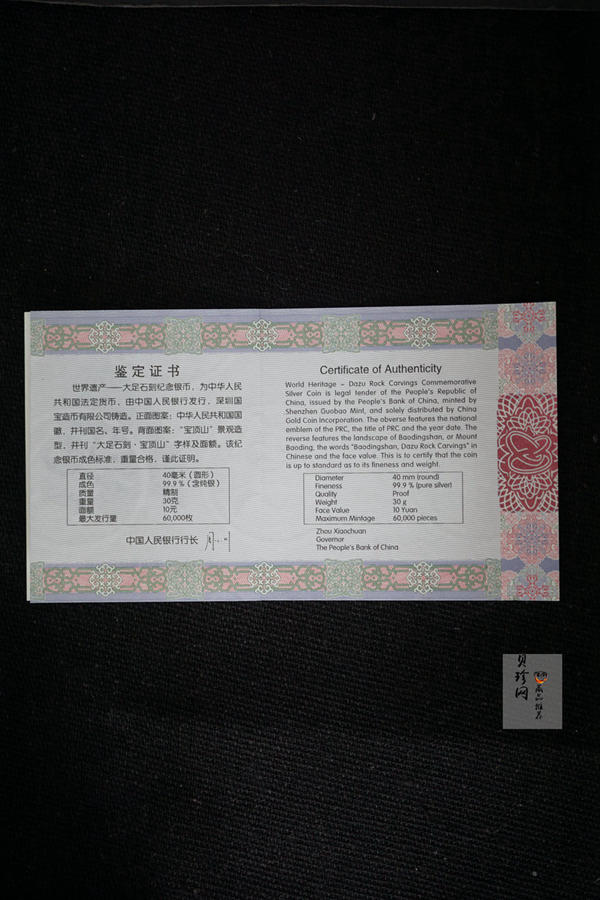 鉴定证书
世界遗产——大足石刻纪念银币，为中华人民
共和国法定货币，由中国人民银行发行，深圳国
宝造币有限公司铸造。正面图案：中华人民共和国国
徽，并刊国名、年号。背面图案：“宝顶山”景观造
型，并刊“大足石刻·宝顶山”字样及面额。该纪
念银币成色标准，重量合格，谨此证明。
直径 40毫米（圆形）
成色 99.9％（含纯银）
质量 精制
重量 30克
面额 10元
最大发行量 60,000枚
中国人民银行行长
Certificate of Authenticity
World Heritage – Dazu Rock Carvings Commemorative
Silver Coin is legal tender of the People's Republic of
China, issued by the People's Bank of China, minted by
Shenzhen Guobao Mint, and solely distributed by China
Gold Coin Incorporation. The obverse features the national
emblem of the PRC, the title of PRC and the year date. The
reverse features the landscape of Baodingshan, or Mount
Baoding, the words "Baodingshan, Dazu Rock Carvings" in
Chinese and the face value. This is to certify that the coin
is up to standard as to its fineness and weight.
Diameter 40 mm (round)
Fineness 99.9 % (pure silver)
Quality Proof
Weight 30 g
Face Value 10 Yuan
Maximum Mintage 60,000 pieces
Zhou Xiaochuan
Governor
The People's Bank of China
贝珍网
藏品推荐